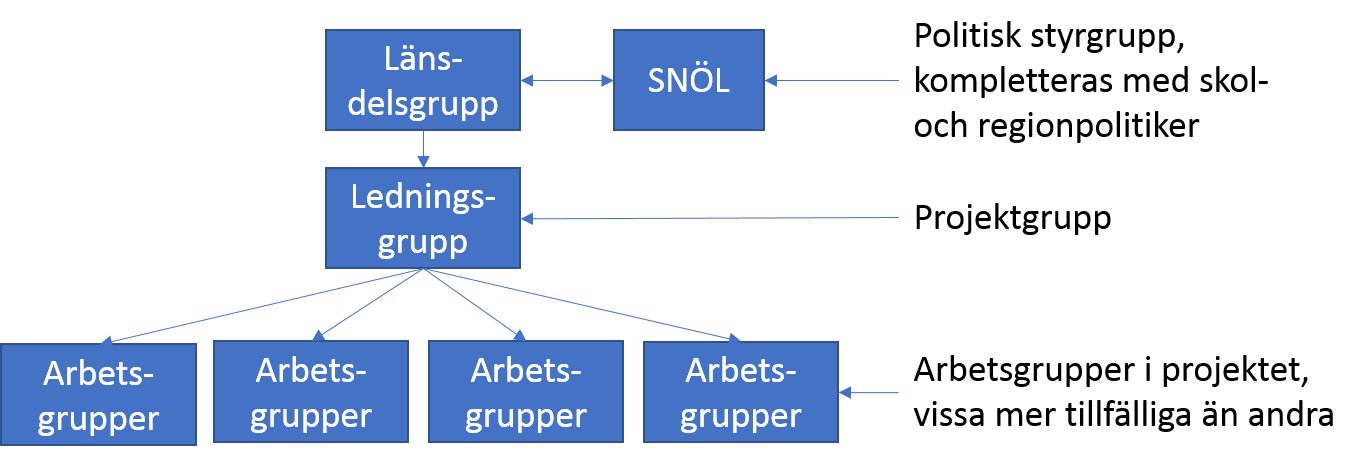 Läns-
delsgrupp
SNÖL
Politisk styrgrupp,
kompletteras med skol-
och regionpolitiker
Lednings-
grupp
Projektgrupp
Arbets-
grupper
Arbets-
grupper
Arbets-
grupper
Arbets-
grupper
Arbetsgrupper i projektet,
vissa mer tillfälliga än andra